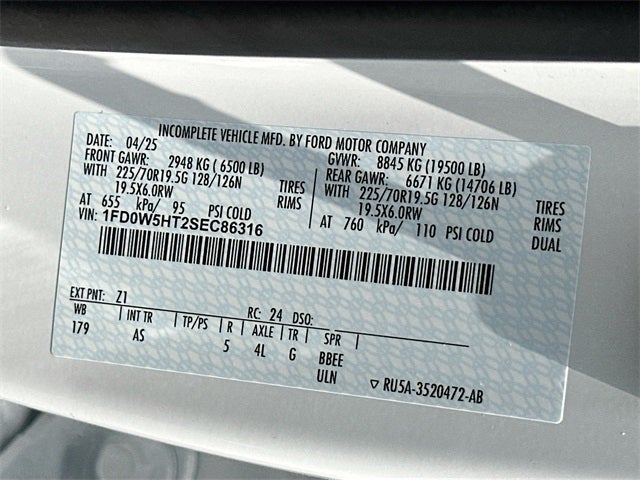 INCOMPLETE VEHICLE MFD. BY FORD MOTOR COMPANY
DATE: 04/25 GVWR: 8845 KG (19500 LB)
FRONT GAWR: 2948 KG ( 6500 LB) REAR GAWR: 6671 KG (14706 LB)
WITH 225/70R19.5G 128/126N TIRES WITH 225/70R19.5G 128/126N TIRES
19.5X6.0RW RIMS 19.5X6.0RW RIMS
AT 655 kPa/ 95 PSI COLD AT 760 kPa/ 110 PSI COLD DUAL
VIN: 1FD0W5HT2SEC86316
EXT PNT: Z1 RC: 24 DSO:
WB INT TR TP/PS R AXLE TR SPR
179 AS 5 4L G BBEE
ULN
RU5A-3520472-AB